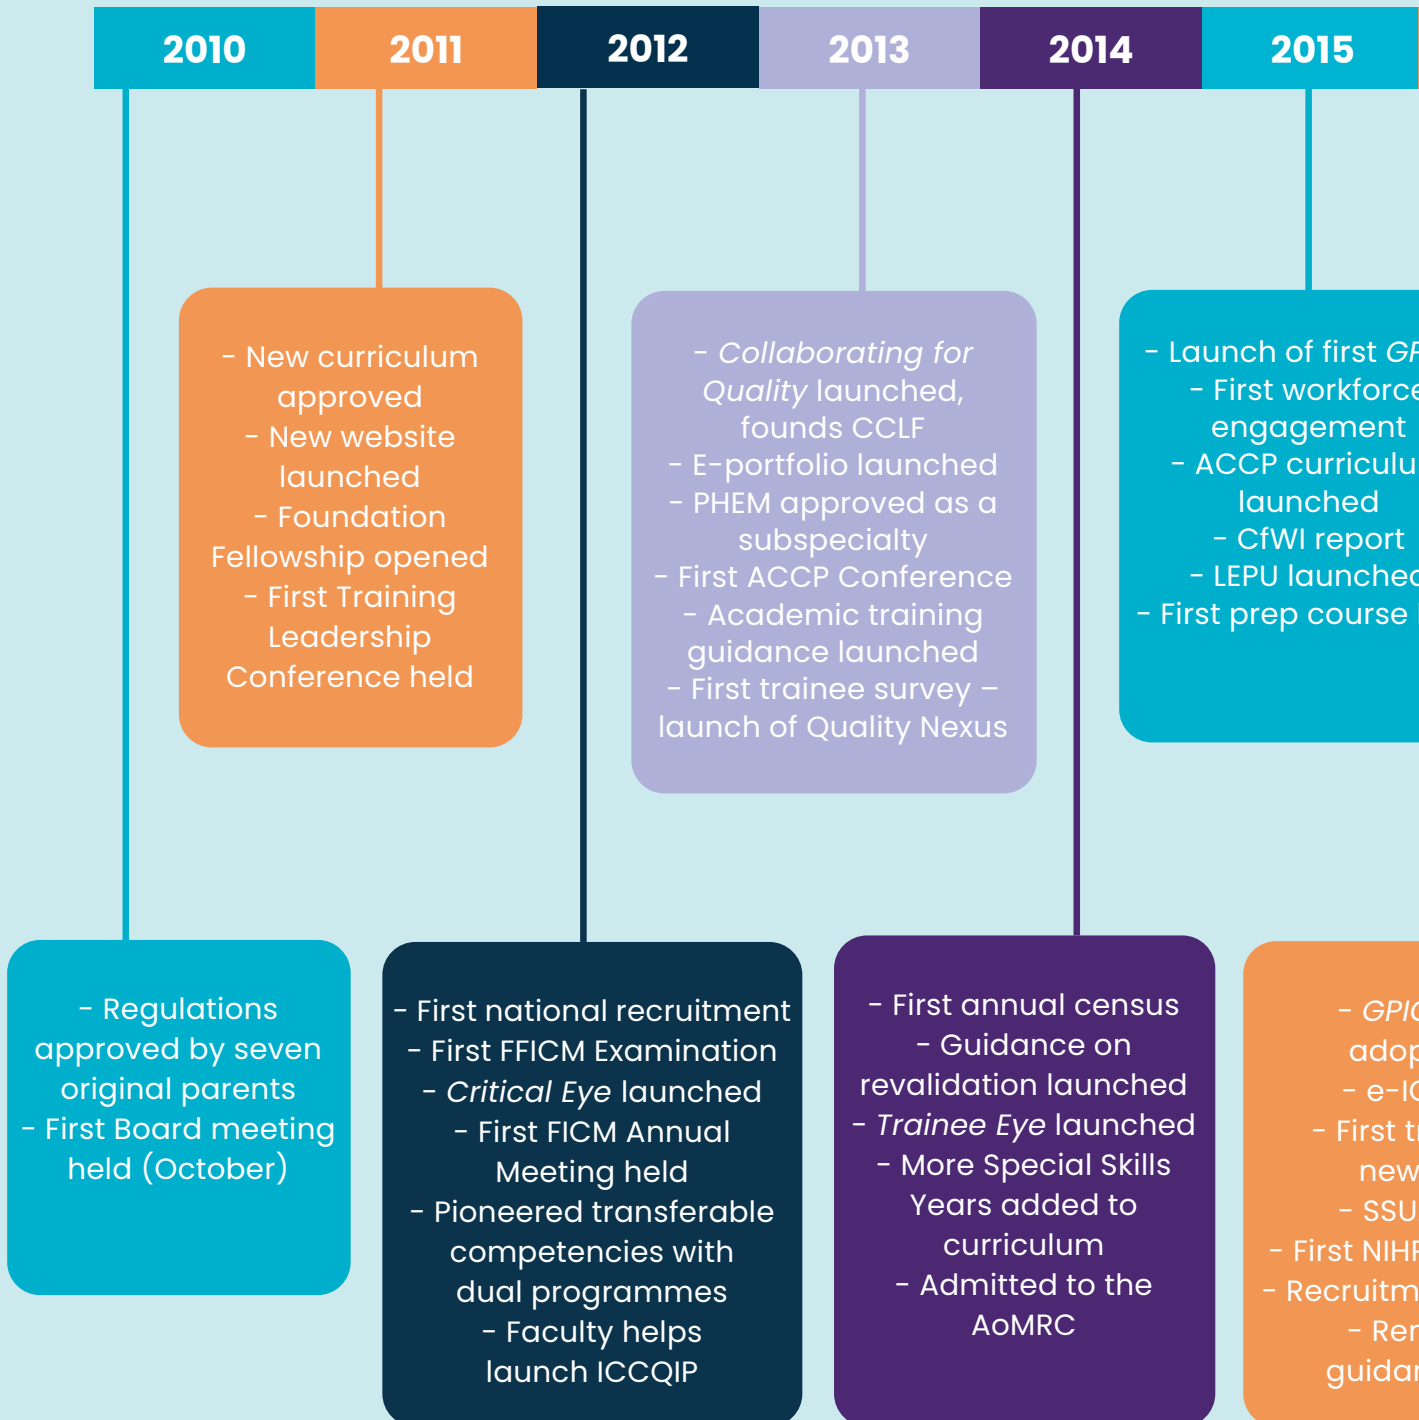 2010
2011
2012
2013
2014
2015
- New curriculum
approved
- New website
launched
- Foundation
Fellowship opened
- First Training
Leadership
Conference held
- Collaborating for
Quality launched,
founds CCLF
- E-portfolio launched
- PHEM approved as a
subspecialty
- First ACCP Conference
- Academic training
guidance launched
- First trainee survey –
launch of Quality Nexus
- Launch of first
- First workforce
engagement
- ACCP
launched
- CfWI report
- LEPU launched
- First prep course
- Regulations
approved by seven
original parents
- First Board meeting
held (October)
- First national recruitment
- First FFICM Examination
- Critical Eye launched
- First FICM Annual
Meeting held
- Pioneered transferable
competencies with
dual programmes
- Faculty helps
launch ICCQIP
- First annual census
- Guidance on
revalidation launched
- Trainee Eye launched
- More Special Skills
Years added to
curriculum
- Admitted to the
AoMRC
- First
new
- SSU
- First